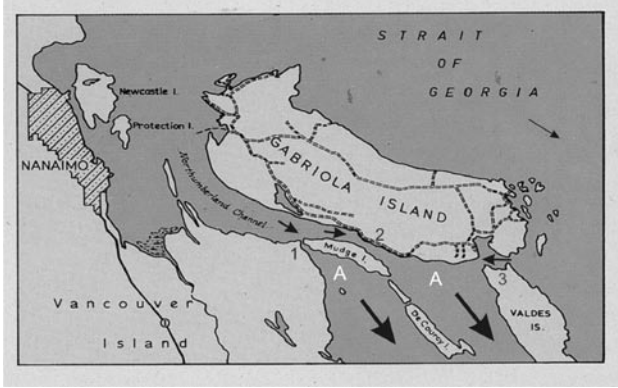 STRAIT
OF
GEORGIA
Newcastle I.
Protection I.
NANAIMO
GABRIOLA
ISLAND
Northumberland Channel
2
1
Mudge I.
A
A
3
De Courcy I.
VALDES
IS.
Vancouver
Island